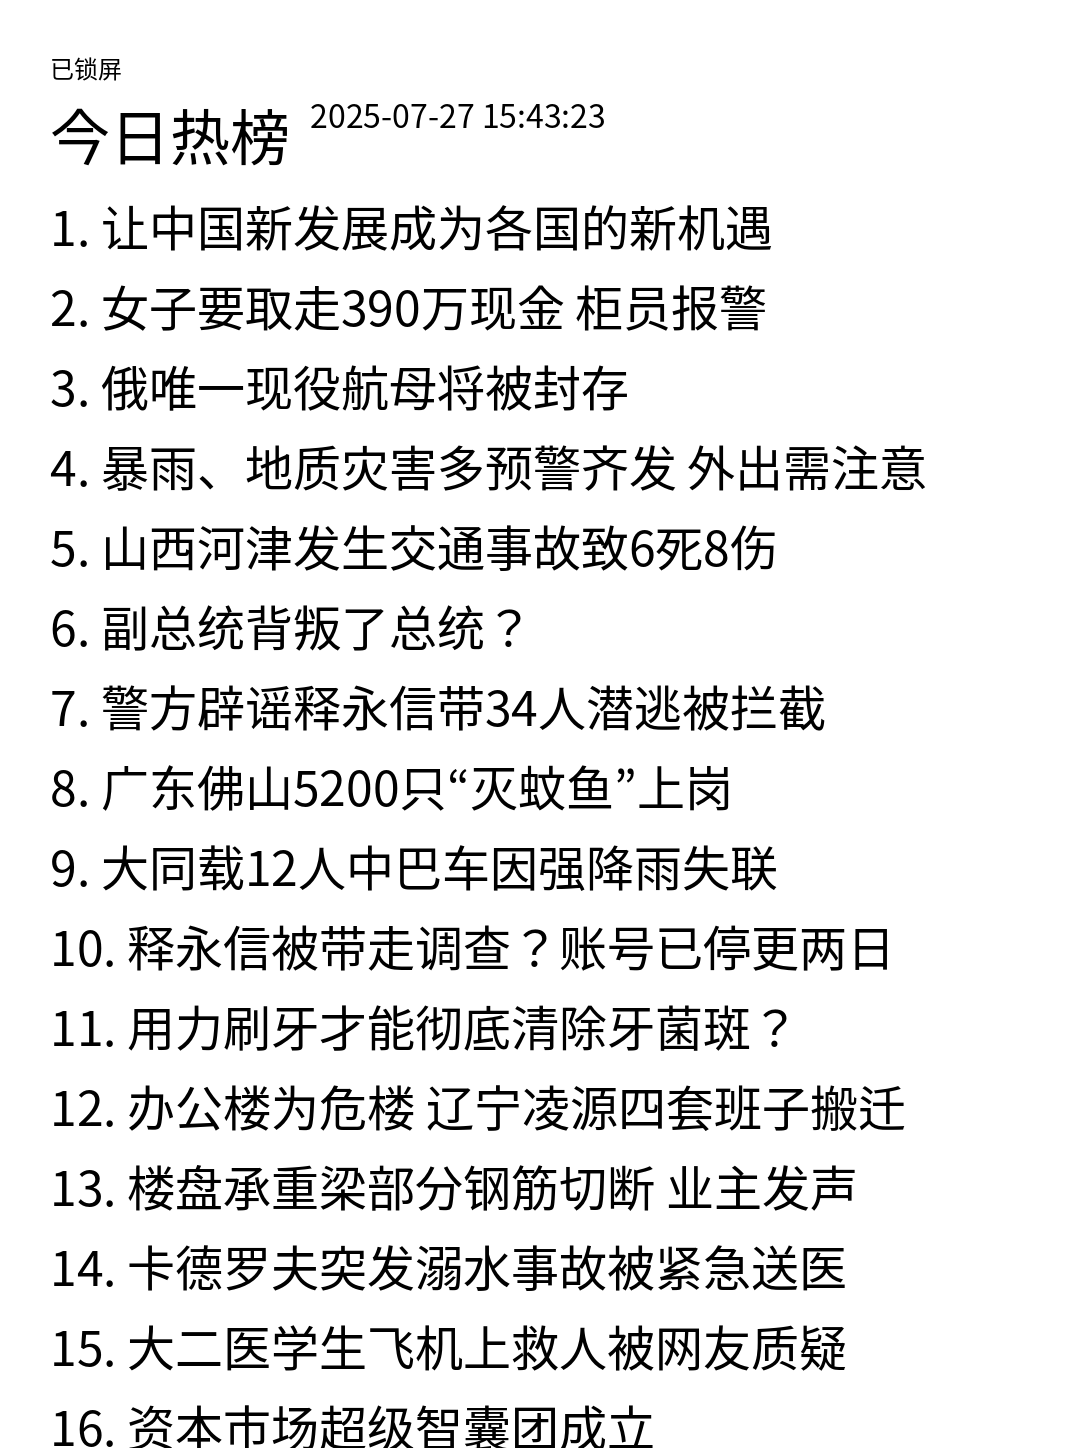 已锁屏
今日热榜 2025-07-27 15:43:23
1. 让中国新发展成为各国的新机遇
2. 女子要取走390万现金 柜员报警
3. 俄唯一现役航母将被封存
4. 暴雨、地质灾害多预警齐发 外出需注意
5. 山西河津发生交通事故致6死8伤
6. 副总统背叛了总统？
7. 警方辟谣释永信带34人潜逃被拦截
8. 广东佛山5200只“灭蚊鱼”上岗
9. 大同载12人中巴车因强降雨失联
10. 释永信被带走调查？账号已停更两日
11. 用力刷牙才能彻底清除牙菌斑？
12. 办公楼为危楼 辽宁凌源四套班子搬迁
13. 楼盘承重梁部分钢筋切断 业主发声
14. 卡德罗夫突发溺水事故被紧急送医
15. 大二医学生飞机上救人被网友质疑
16. 资本市场超级智囊团成立